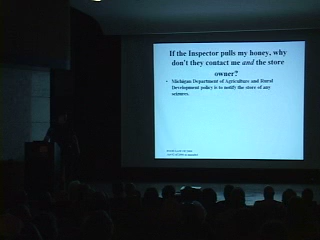 If the Inspector pulls my honey, why
don't they contact me and the store
owner?
• Michigan Department of Agriculture and Rural
Development policy is to notify the store of any
seizures.